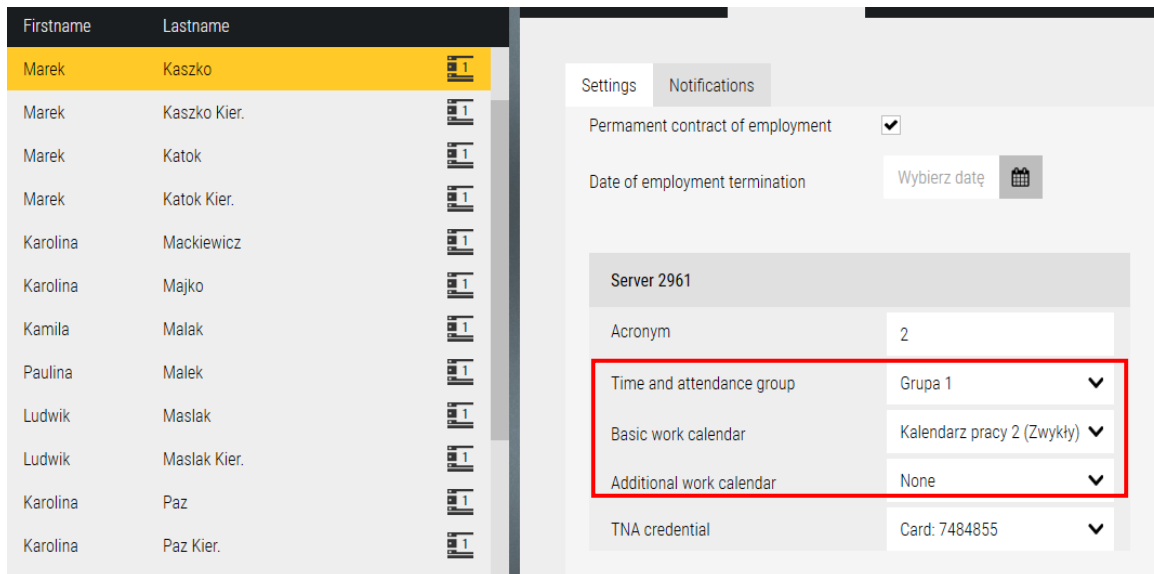 Firstname Lastname
Marek Kaszko 1
Marek Kaszko Kier. 1
Marek Katok 1
Marek Katok Kier. 1
Karolina Mackiewicz 1
Karolina Majko 1
Kamila Malak 1
Paulina Malek 1
Ludwik Maslak 1
Ludwik Maslak Kier. 1
Karolina Paz 1
Karolina Paz Kier. 1
Settings Notifications
Permament contract of employment
Date of employment termination Wybierz datę
Server 2961
Acronym 2
Time and attendance group Grupa 1
Basic work calendar Kalendarz pracy 2 (Zwykły)
Additional work calendar None
TNA credential Card: 7484855